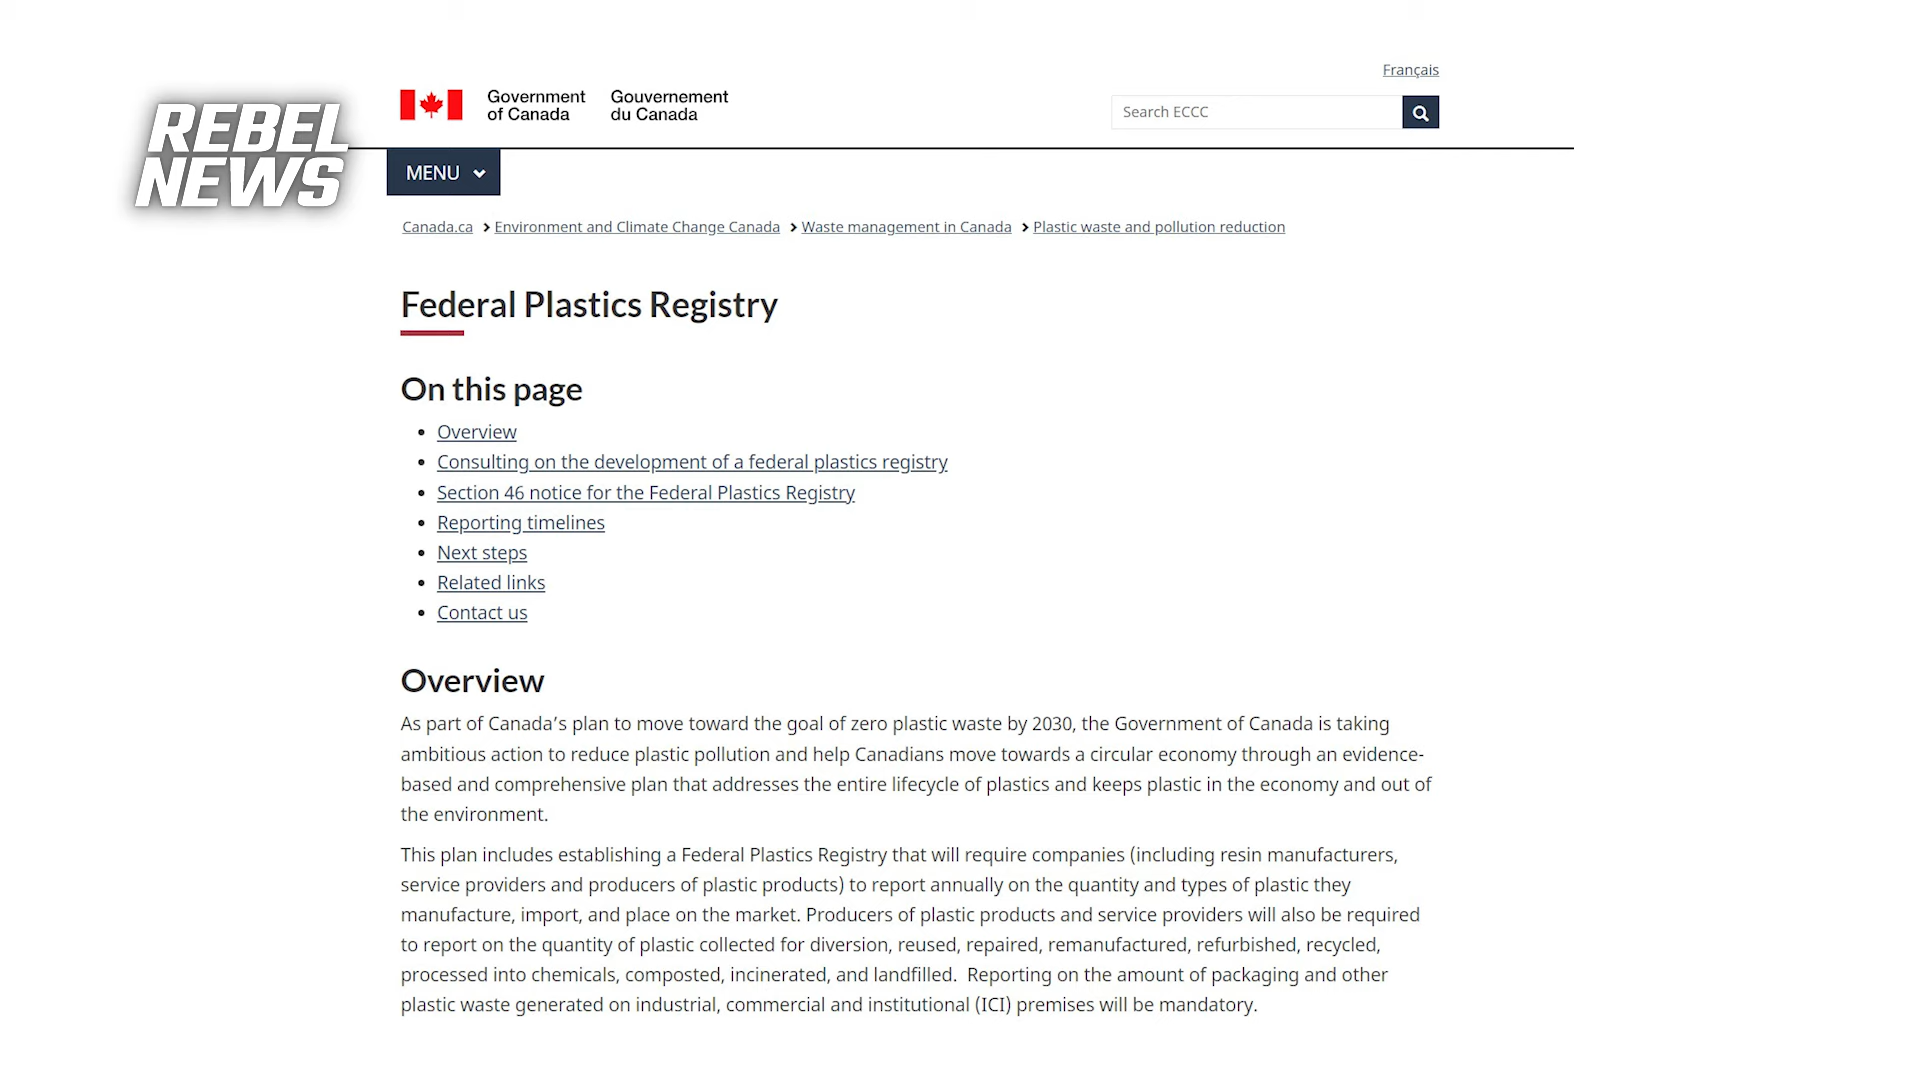 Français
REBEL
NEWS
Government
of Canada
Gouvernement
du Canada
Search ECCC
MENU
Canada.ca > Environment and Climate Change Canada > Waste management in Canada > Plastic waste and pollution reduction
Federal Plastics Registry
On this page
• Overview
• Consulting on the development of a federal plastics registry
• Section 46 notice for the Federal Plastics Registry
• Reporting timelines
• Next steps
• Related links
• Contact us
Overview
As part of Canada’s plan to move toward the goal of zero plastic waste by 2030, the Government of Canada is taking
ambitious action to reduce plastic pollution and help Canadians move towards a circular economy through an evidence-
based and comprehensive plan that addresses the entire lifecycle of plastics and keeps plastic in the economy and out of
the environment.
This plan includes establishing a Federal Plastics Registry that will require companies (including resin manufacturers,
service providers and producers of plastic products) to report annually on the quantity and types of plastic they
manufacture, import, and place on the market. Producers of plastic products and service providers will also be required
to report on the quantity of plastic collected for diversion, reused, repaired, remanufactured, refurbished, recycled,
processed into chemicals, composted, incinerated, and landfilled.  Reporting on the amount of packaging and other
plastic waste generated on industrial, commercial and institutional (ICI) premises will be mandatory.